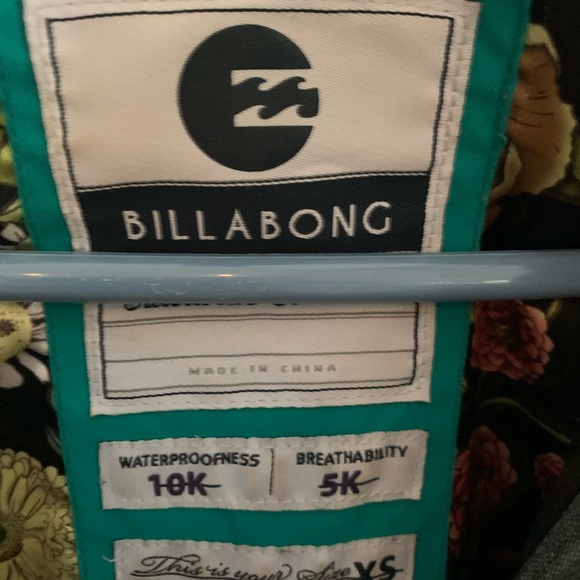 BILLABONG
MADE IN CHINA
WATERPROOFNESS BREATHABILITY
10K 5K
This is your Size XS